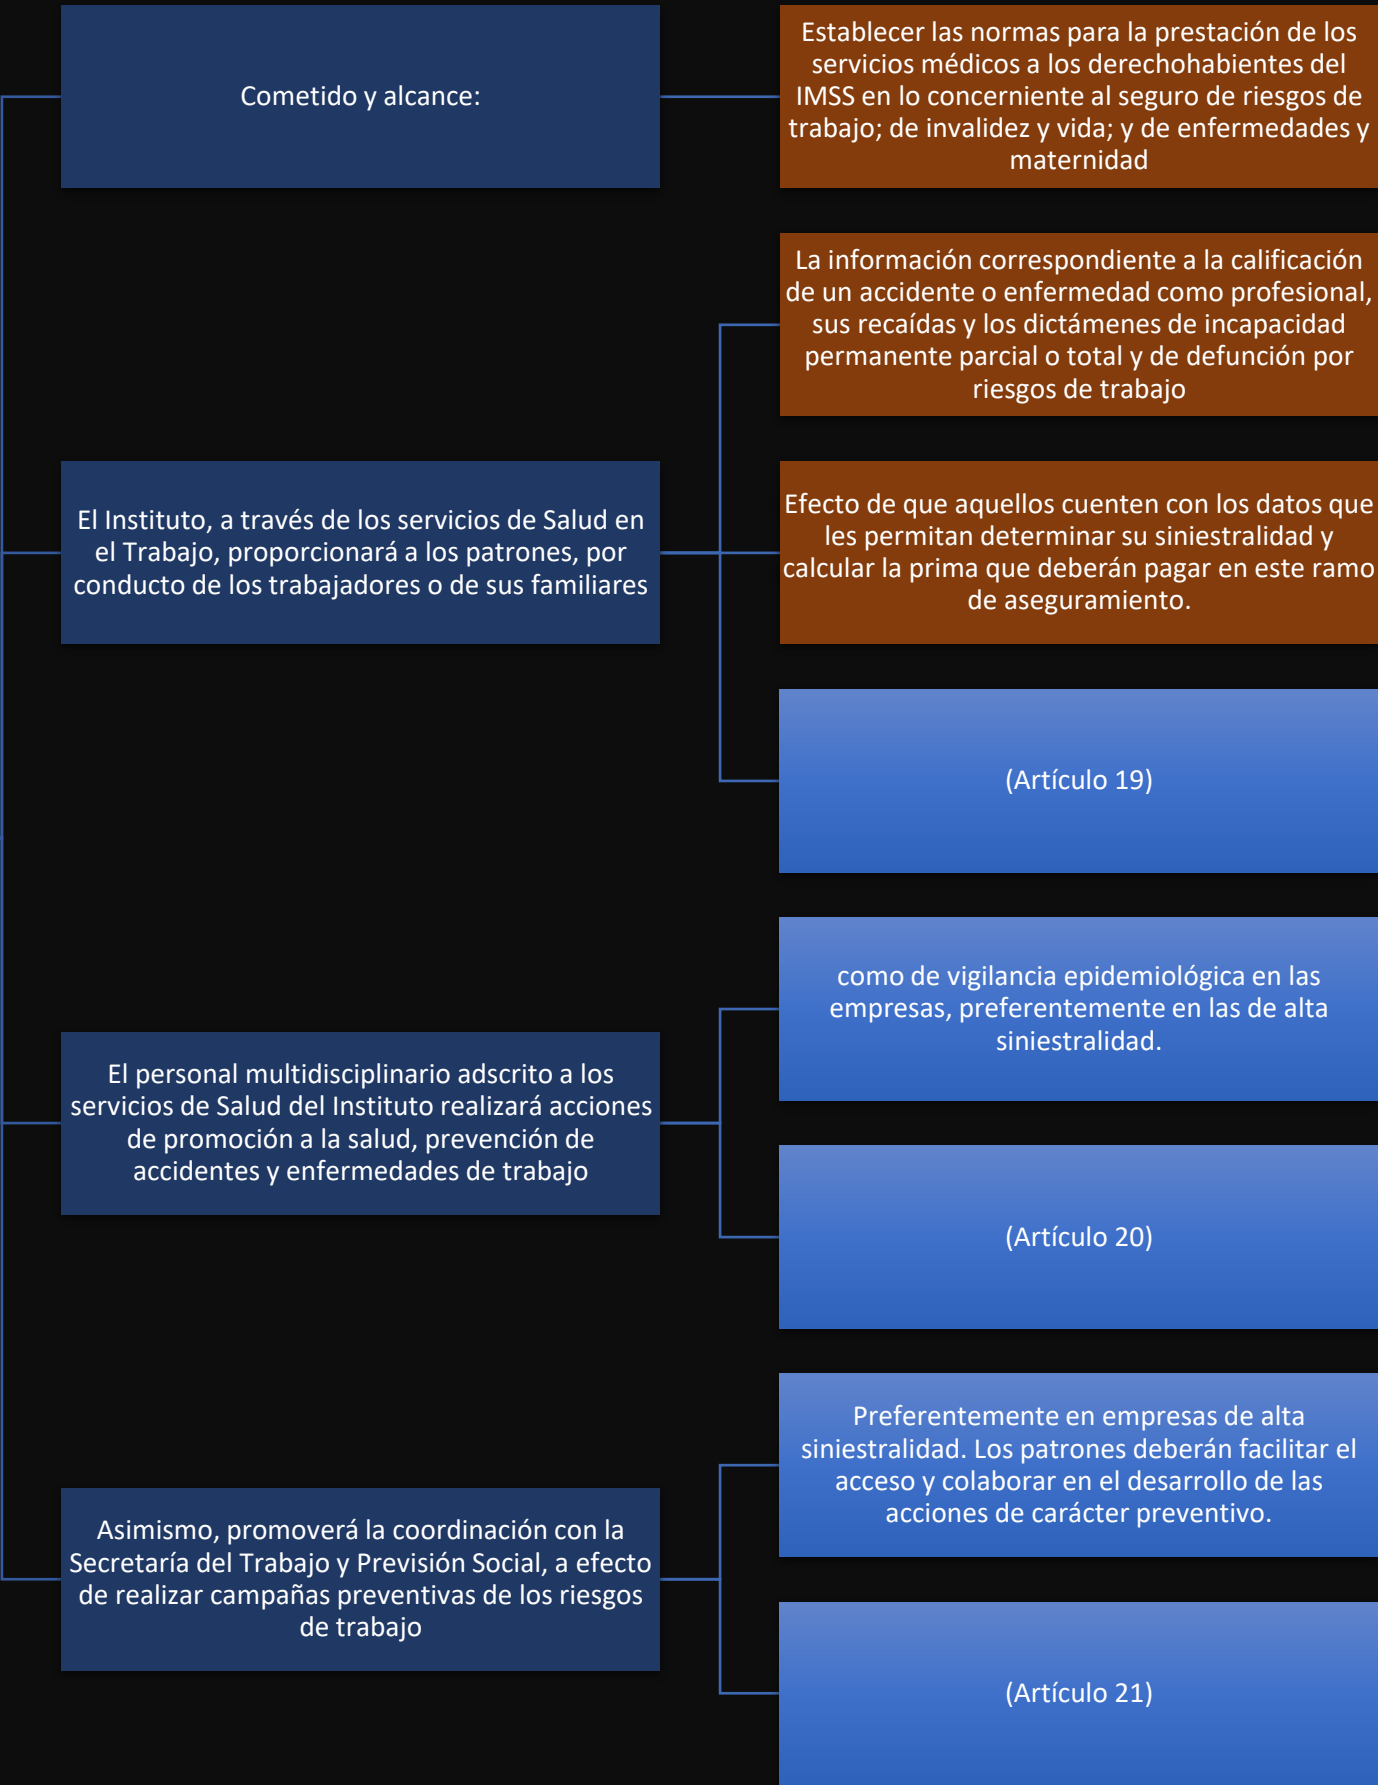 Cometido y alcance:
Establecer las normas para la prestación de los
servicios médicos a los derechohabientes del
IMSS en lo concerniente al seguro de riesgos de
trabajo; de invalidez y vida; y de enfermedades y
maternidad
El Instituto, a través de los servicios de Salud en
el Trabajo, proporcionará a los patrones, por
conducto de los trabajadores o de sus familiares
La información correspondiente a la calificación
de un accidente o enfermedad como profesional,
sus recaídas y los dictámenes de incapacidad
permanente parcial o total y de defunción por
riesgos de trabajo
Efecto de que aquellos cuenten con los datos que
les permitan determinar su siniestralidad y
calcular la prima que deberán pagar en este ramo
de aseguramiento.
(Artículo 19)
El personal multidisciplinario adscrito a los
servicios de Salud del Instituto realizará acciones
de promoción a la salud, prevención de
accidentes y enfermedades de trabajo
como de vigilancia epidemiológica en las
empresas, preferentemente en las de alta
siniestralidad.
(Artículo 20)
Asimismo, promoverá la coordinación con la
Secretaría del Trabajo y Previsión Social, a efecto
de realizar campañas preventivas de los riesgos
de trabajo
Preferentemente en empresas de alta
siniestralidad. Los patrones deberán facilitar el
acceso y colaborar en el desarrollo de las
acciones de carácter preventivo.
(Artículo 21)